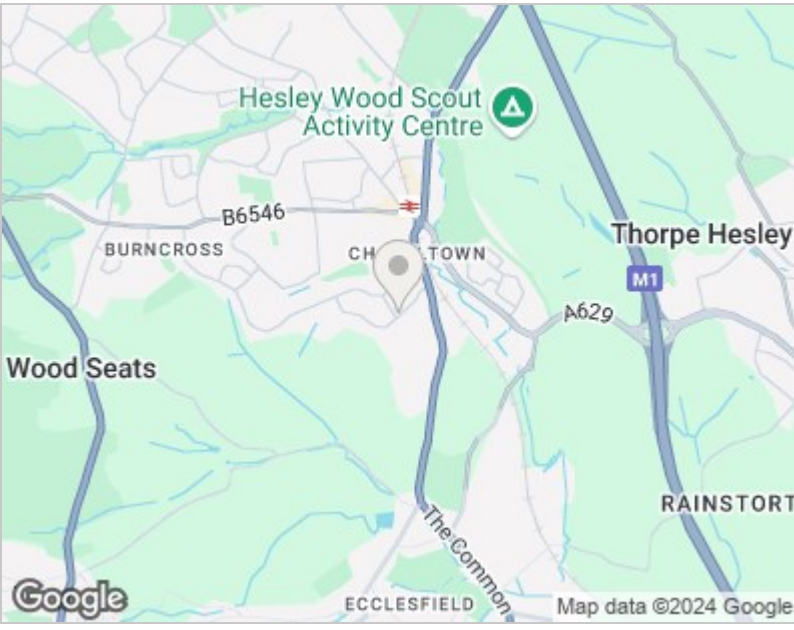 Hesley Wood Scout
Activity Centre
B6546
Thorpe Hesley
BURNCROSS
CH
TOWN
M1
A629
Wood Seats
RAINSTORT
The Common
Google
ECCLESFIELD
Map data ©2024 Google